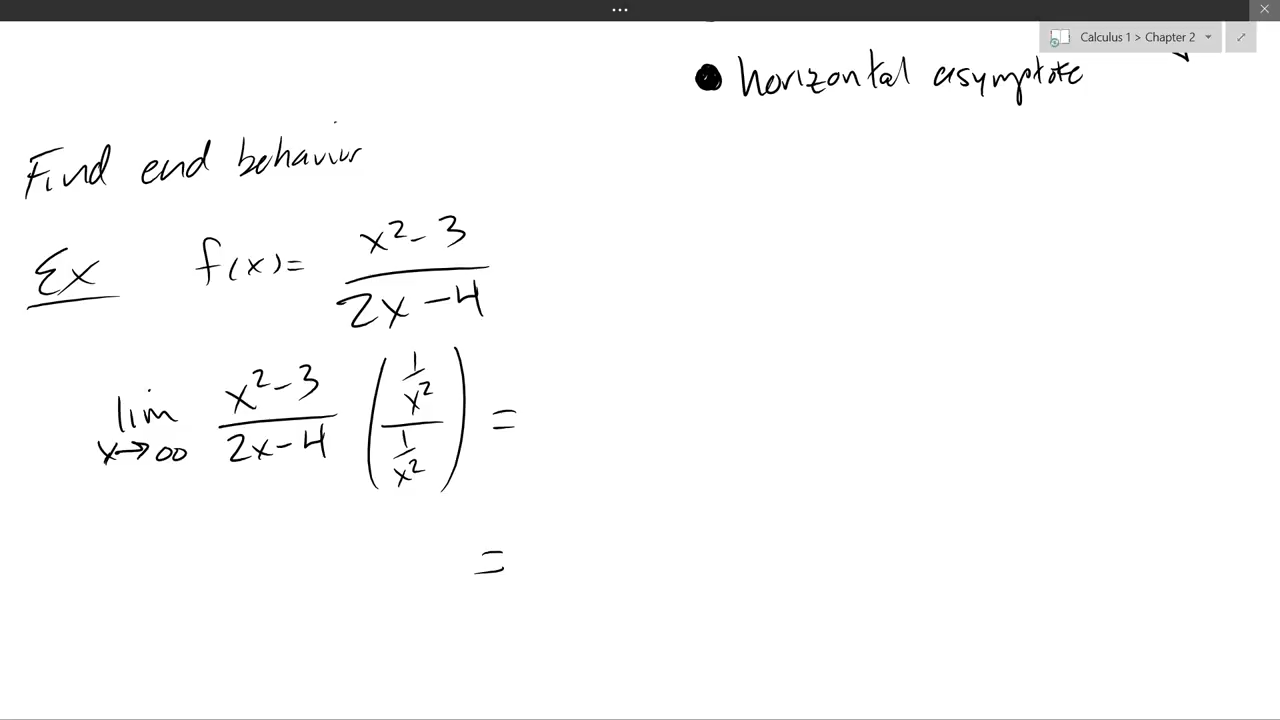 Calculus 1 > Chapter 2
● horizontal asymptote
Find end behavior
Ex f(x) = (x² - 3)/(2x - 4)
lim x→∞ (x² - 3)/(2x - 4) ((1/x²)/(1/x²)) =
=